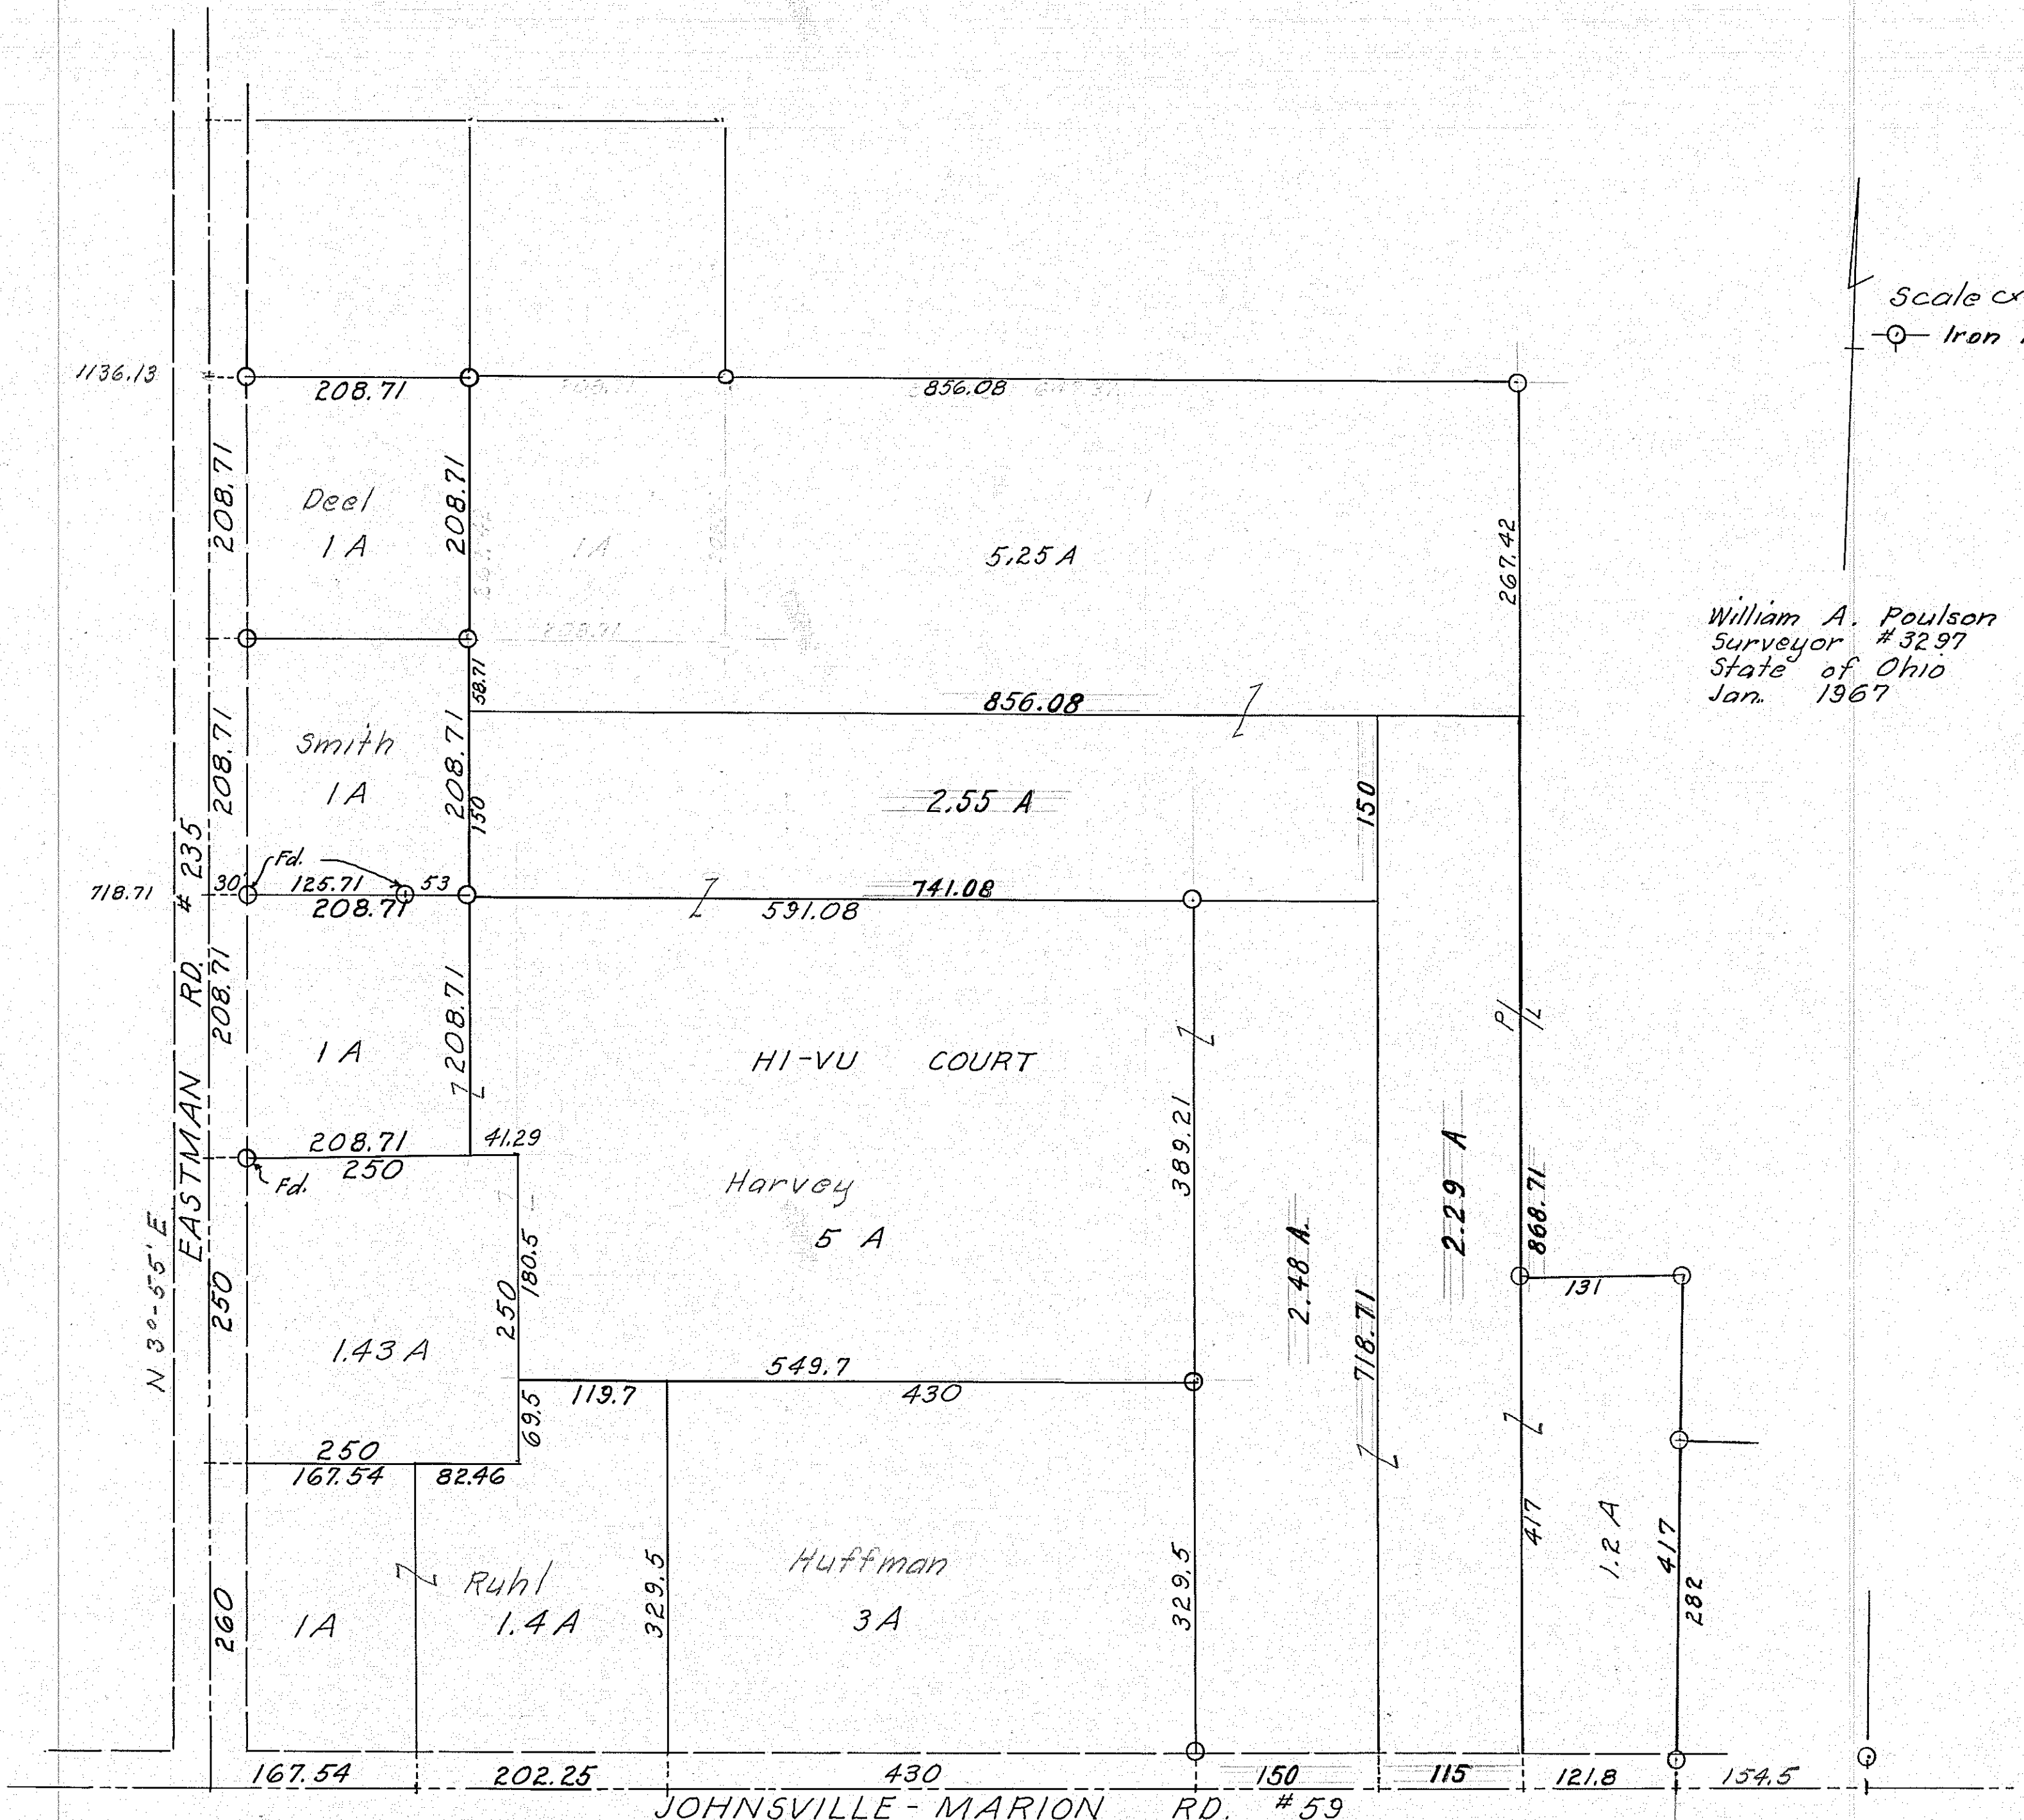 Scale
Iron
1136.13
208.71
856.08
208.71
Deel
1 A
208.71
1 A
5.25 A
267.42
208.71
William A. Poulson
Surveyor #3297
State of Ohio
Jan. 1967
58.71
856.08
208.71
Smith
1 A
208.71
150
2.55 A
150
Fd.
718.71
30'
125.71
53
208.71
741.08
591.08
EASTMAN RD. # 235
N 3°-55' E
208.71
1 A
208.71
HI-VU COURT
P/L
208.71
250
41.29
Fd.
Harvey
5 A
389.21
2.48 A.
718.71
2.29 A
868.71
131
250
1.43 A
250
180.5
69.5
549.7
119.7
430
250
167.54
82.46
260
1 A
Ruhl
1.4 A
329.5
Huffman
3 A
329.5
417
1.2 A
417
282
167.54
202.25
430
150
115
121.8
154.5
JOHNSVILLE - MARION RD. # 59